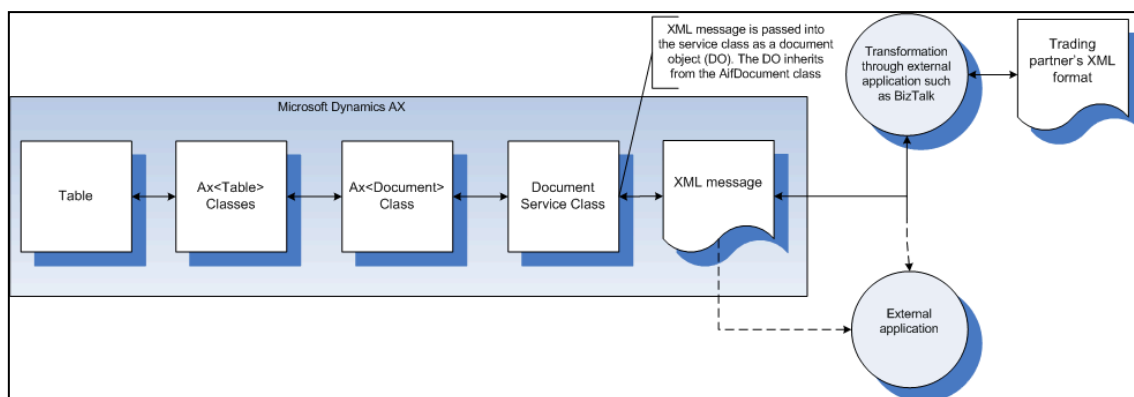 XML message is passed into
the service class as a document
object (DO). The DO inherits
from the AifDocument class
Transformation
through external
application such
as BizTalk
Trading
partner's XML
format
Microsoft Dynamics AX
Table
Ax<Table>
Classes
Ax<Document>
Class
Document
Service Class
XML message
External
application